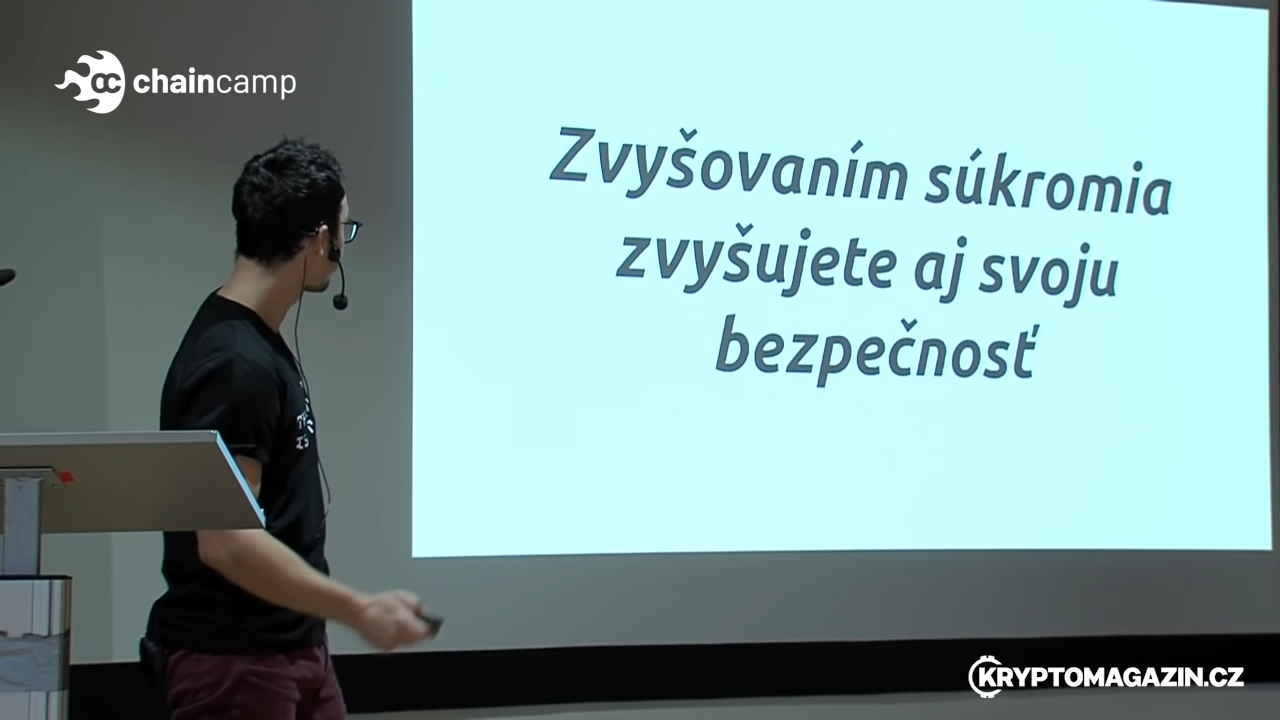 chaincamp
Zvyšovaním súkromia
zvyšujete aj svoju
bezpečnosť
KRYPTOMAGAZIN.CZ